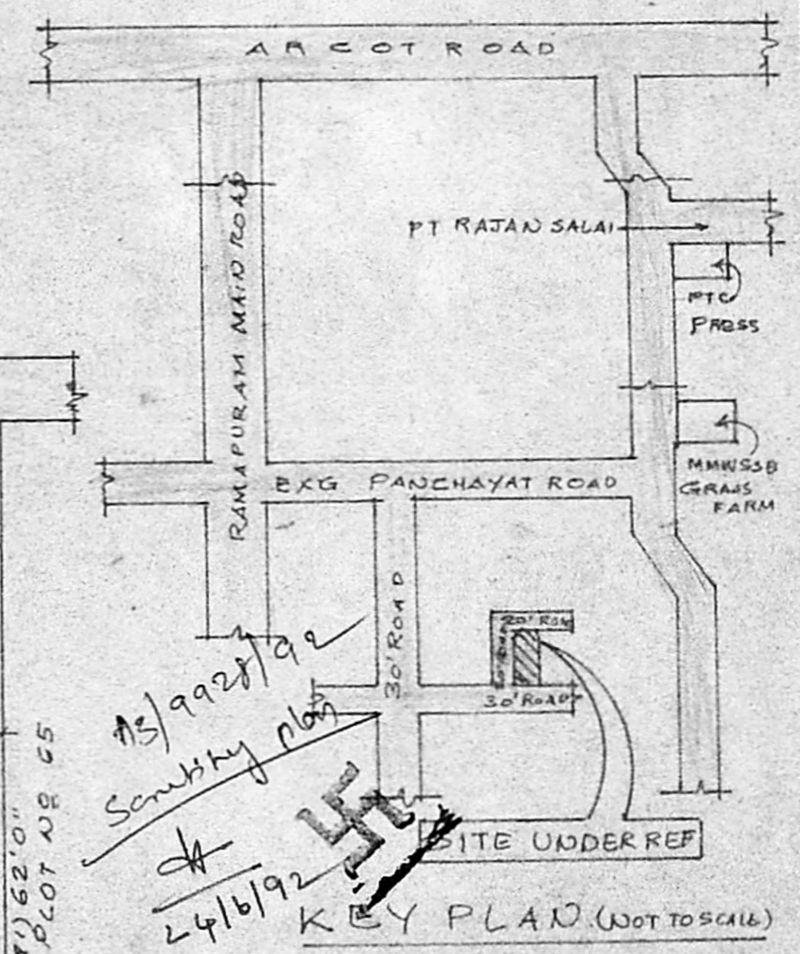 ARCOT ROAD
RAMAPURAM MAIN ROAD
PT RAJAN SALAI
PTC
PRESS
MMWSSB
GRASS
FARM
EXG PANCHAYAT ROAD
30' ROAD
20' ROAD
30' ROAD
A3/9928/92
Scrutiny plan
24/6/92
SITE UNDER REF
KEY PLAN (NOT TO SCALE)
62'0"
PLOT NO 65